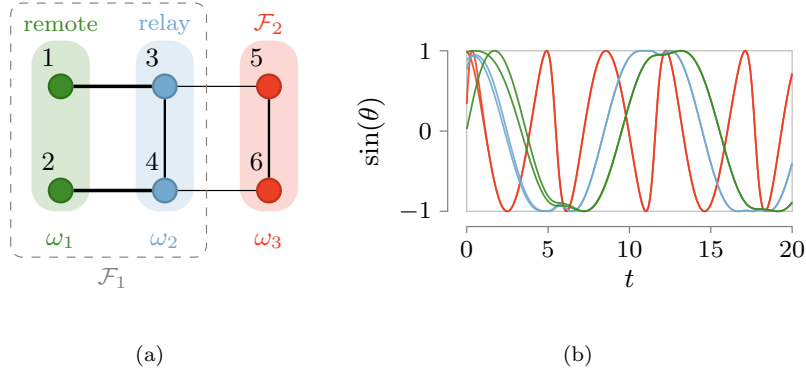 remote relay ℱ₂
1 3 5
2 4 6
ω₁ ω₂ ω₃
ℱ₁
(a)
sin(θ)
1
0
−1
0 5 10 15 20
t
(b)